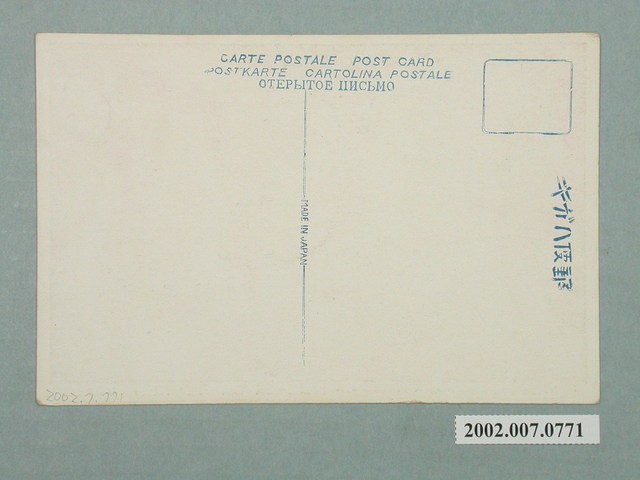 CARTE POSTALE POST CARD
POSTKARTE CARTOLINA POSTALE
ОТКРЫТОЕ ПИСЬМО
MADE IN JAPAN
郵便ハガキ
2002.7.771
2002.007.0771